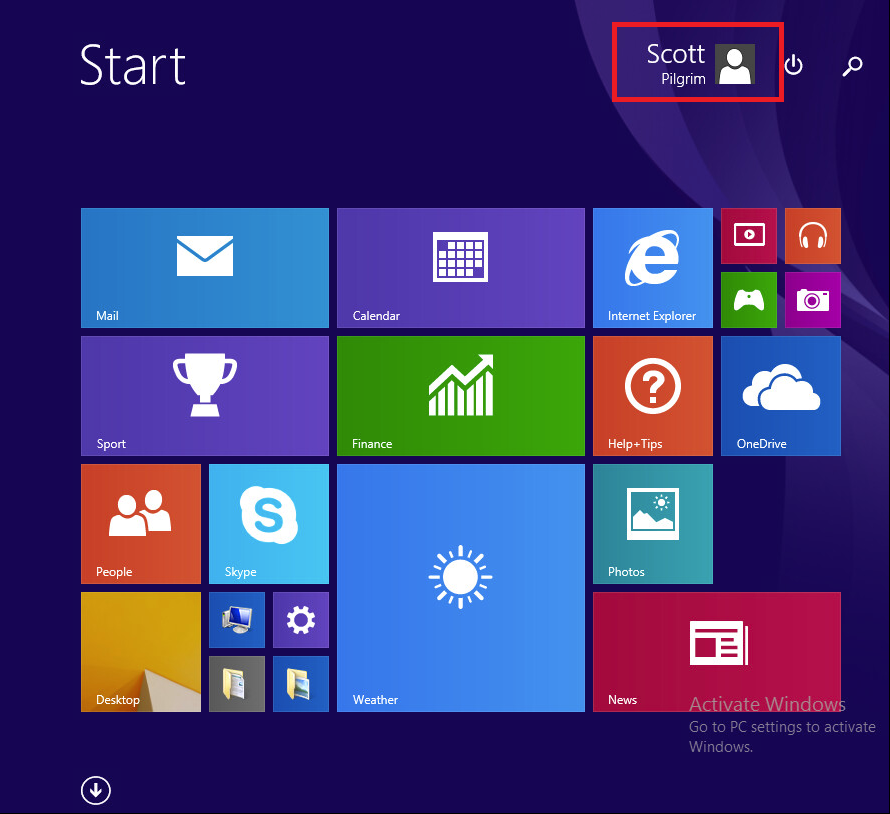 Start
Scott
Pilgrim
Mail
Calendar
Internet Explorer
Sport
Finance
Help+Tips
OneDrive
People
Skype
Photos
Desktop
Weather
News
Activate Windows
Go to PC settings to activate
Windows.